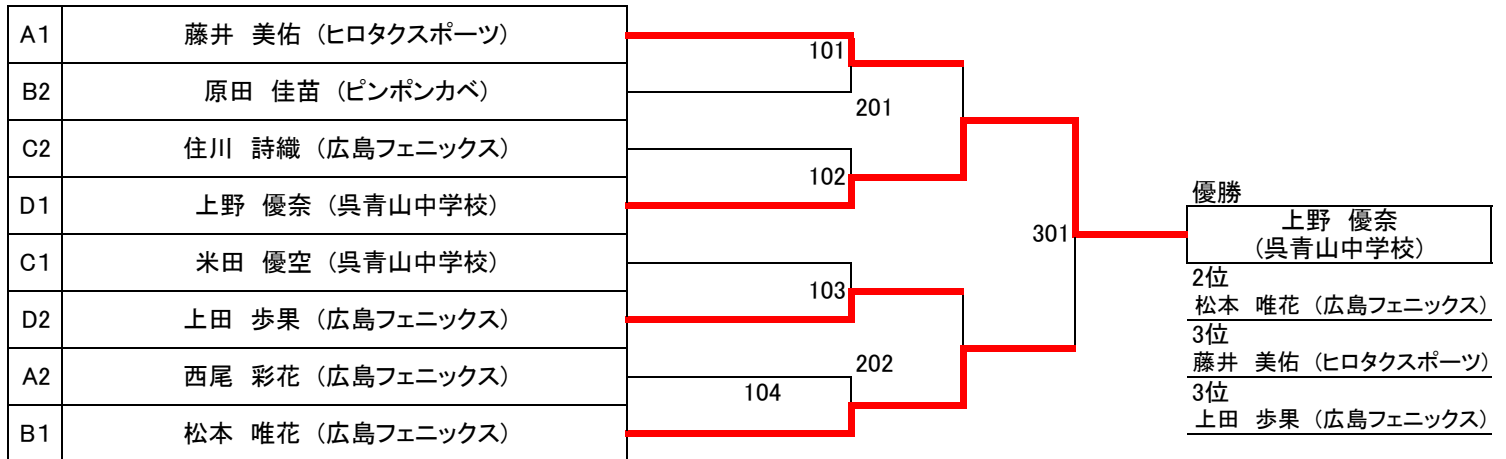 A1 藤井 美佑 (ヒロタクスポーツ)
101
B2 原田 佳苗 (ピンポンカベ)
201
C2 住川 詩織 (広島フェニックス)
102
D1 上野 優奈 (呉青山中学校)
C1 米田 優空 (呉青山中学校)
103
D2 上田 歩果 (広島フェニックス)
202
A2 西尾 彩花 (広島フェニックス)
104
B1 松本 唯花 (広島フェニックス)
301
優勝
上野 優奈
(呉青山中学校)
2位
松本 唯花 (広島フェニックス)
3位
藤井 美佑 (ヒロタクスポーツ)
3位
上田 歩果 (広島フェニックス)